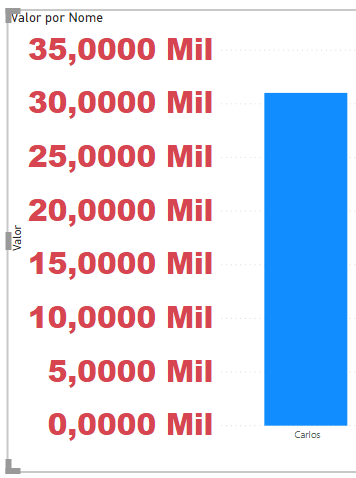 Valor por Nome
35,0000 Mil
30,0000 Mil
25,0000 Mil
20,0000 Mil
15,0000 Mil
10,0000 Mil
5,0000 Mil
0,0000 Mil
Valor
Carlos